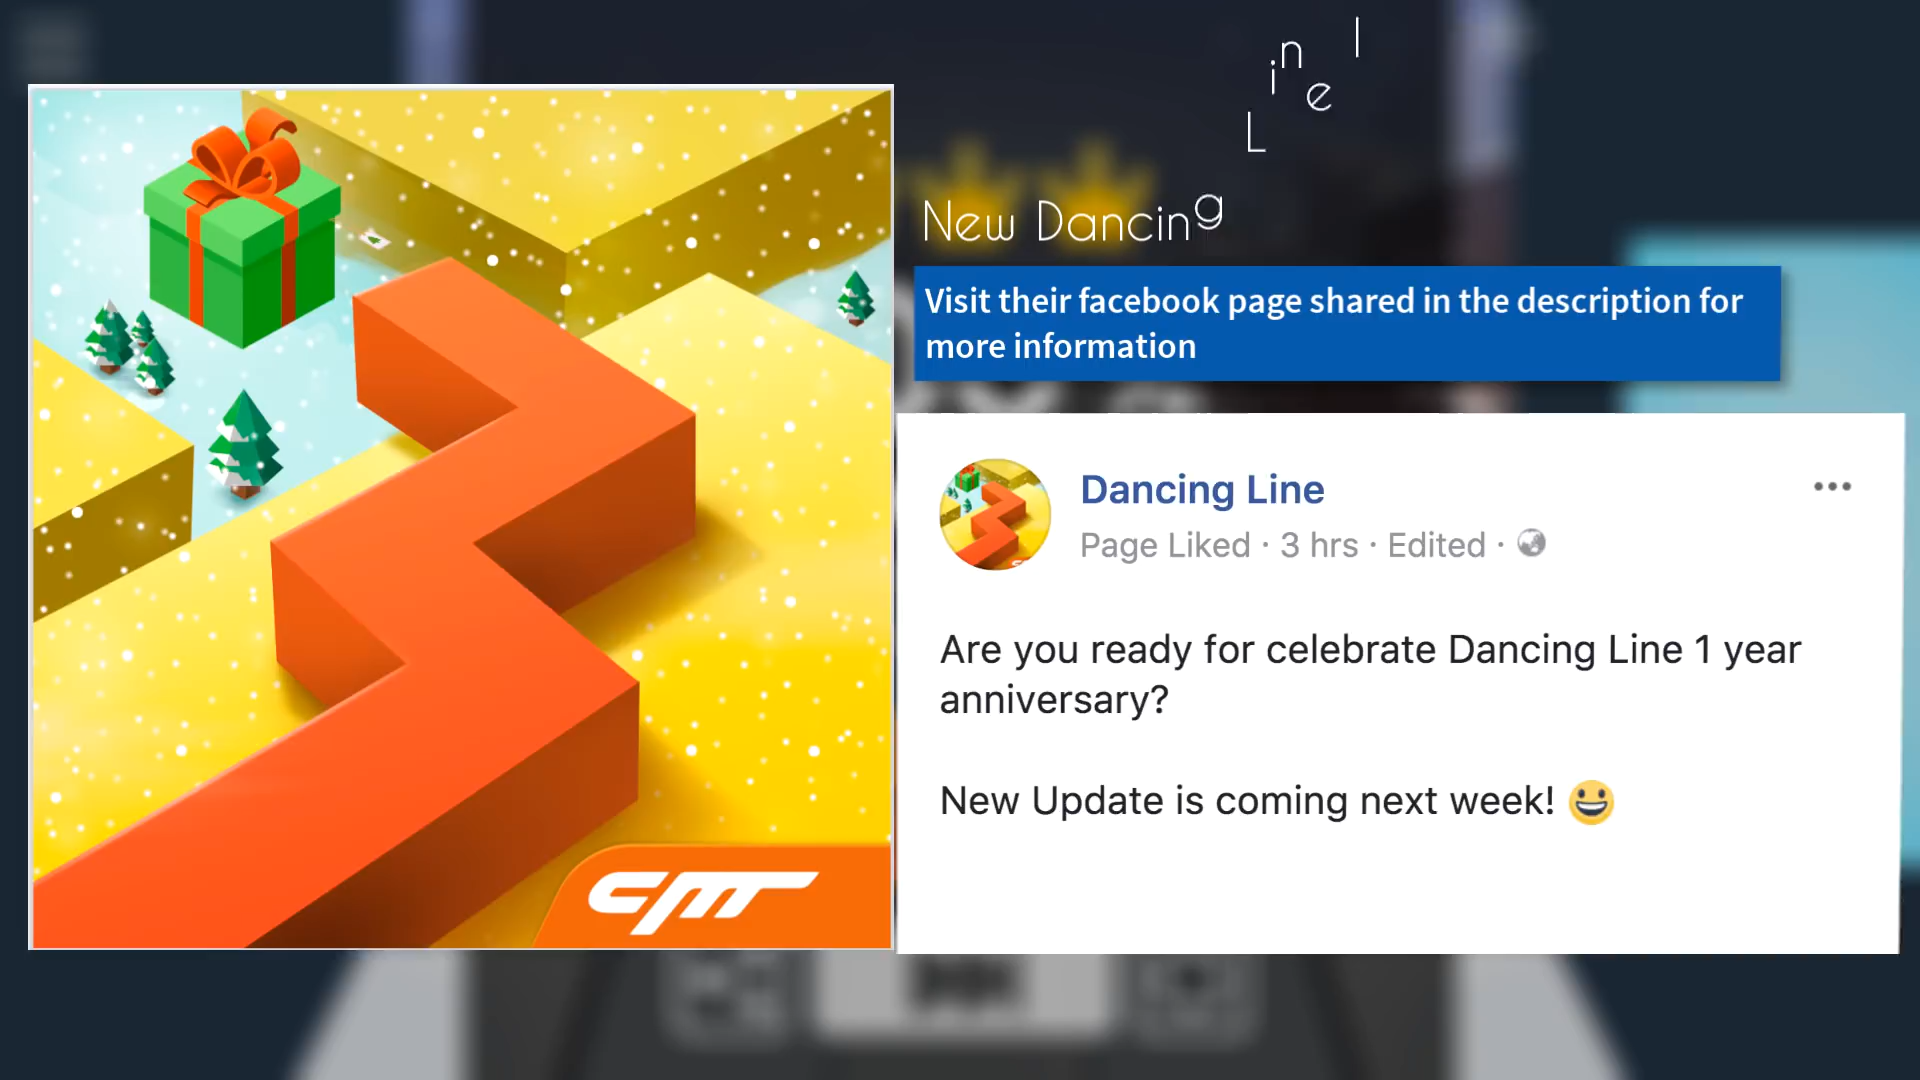 New Dancing Line l
Visit their facebook page shared in the description for
more information
Dancing Line
Page Liked · 3 hrs · Edited ·
Are you ready for celebrate Dancing Line 1 year
anniversary?
New Update is coming next week! 😀
CMT